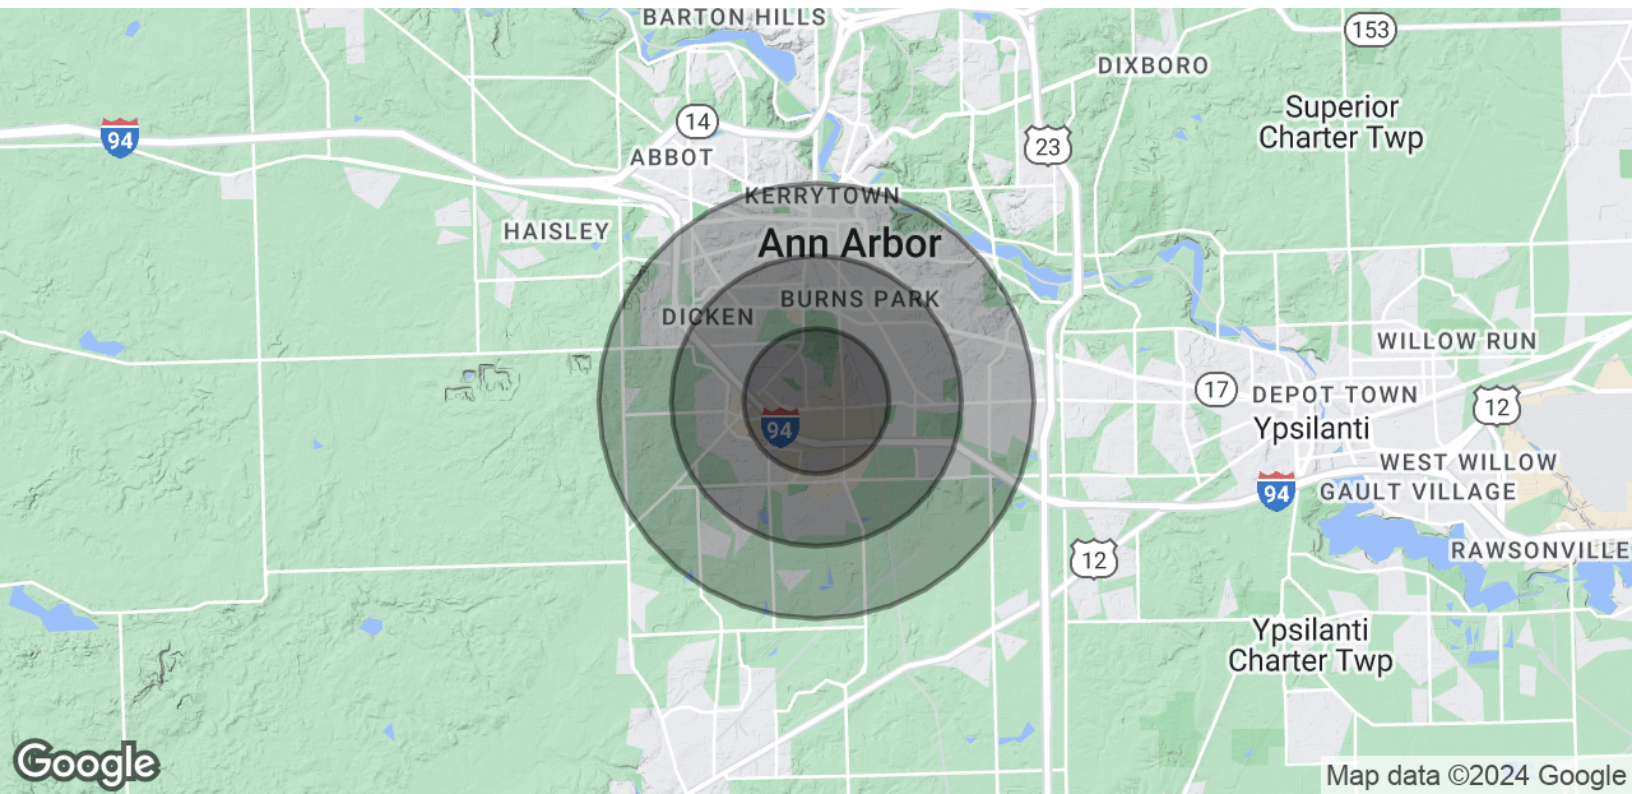 BARTON HILLS
153
DIXBORO
Superior
Charter Twp
94
14
23
ABBOT
KERRYTOWN
HAISLEY
Ann Arbor
BURNS PARK
DICKEN
WILLOW RUN
17
DEPOT TOWN
12
94
Ypsilanti
WEST WILLOW
94
GAULT VILLAGE
12
RAWSONVILLE
Ypsilanti
Charter Twp
Google
Map data ©2024 Google